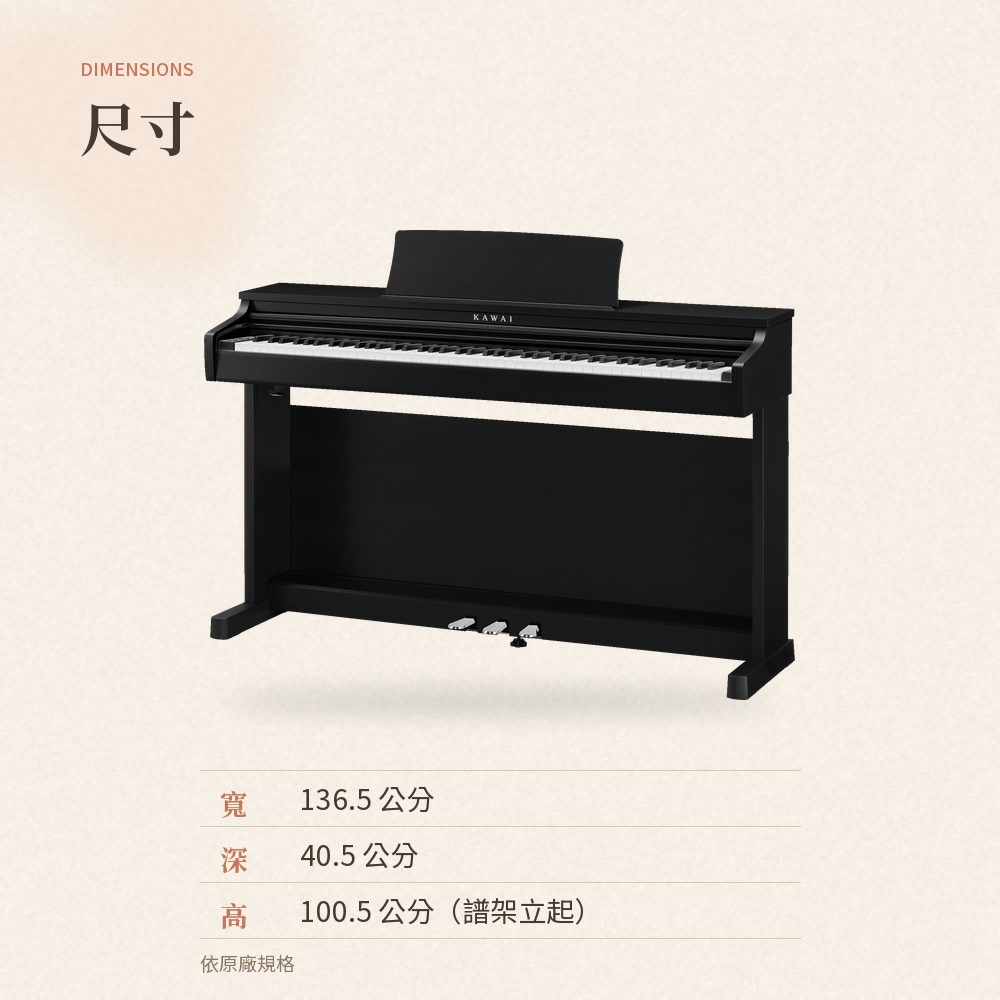 DIMENSIONS
尺寸
KAWAI
寬 136.5 公分
深 40.5 公分
高 100.5 公分（譜架立起）
依原廠規格